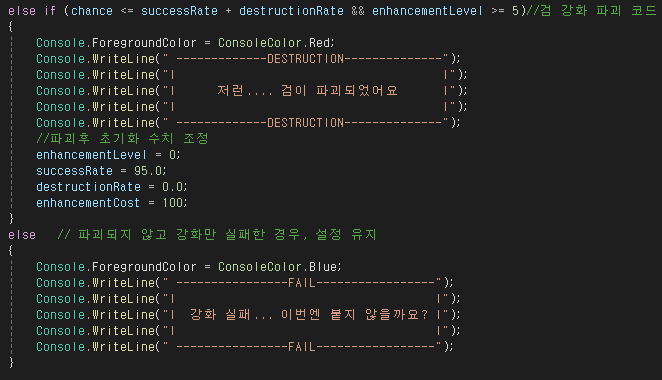 else if (chance <= successRate + destructionRate && enhancementLevel >= 5)//검 강화 파괴 코드
{
    Console.ForegroundColor = ConsoleColor.Red;
    Console.WriteLine(" -------------DESTRUCTION--------------");
    Console.WriteLine("|                                      |");
    Console.WriteLine("|      저런.... 검이 파괴되었어요      |");
    Console.WriteLine("|                                      |");
    Console.WriteLine(" -------------DESTRUCTION--------------");
    //파괴후 초기화 수치 조정
    enhancementLevel = 0;
    successRate = 95.0;
    destructionRate = 0.0;
    enhancementCost = 100;
}
else   // 파괴되지 않고 강화만 실패한 경우, 설정 유지
{
    Console.ForegroundColor = ConsoleColor.Blue;
    Console.WriteLine(" ----------------FAIL-----------------");
    Console.WriteLine("|                                     |");
    Console.WriteLine("|  강화 실패... 이번엔 붙지 않을까요? |");
    Console.WriteLine("|                                     |");
    Console.WriteLine(" ----------------FAIL-----------------");
}